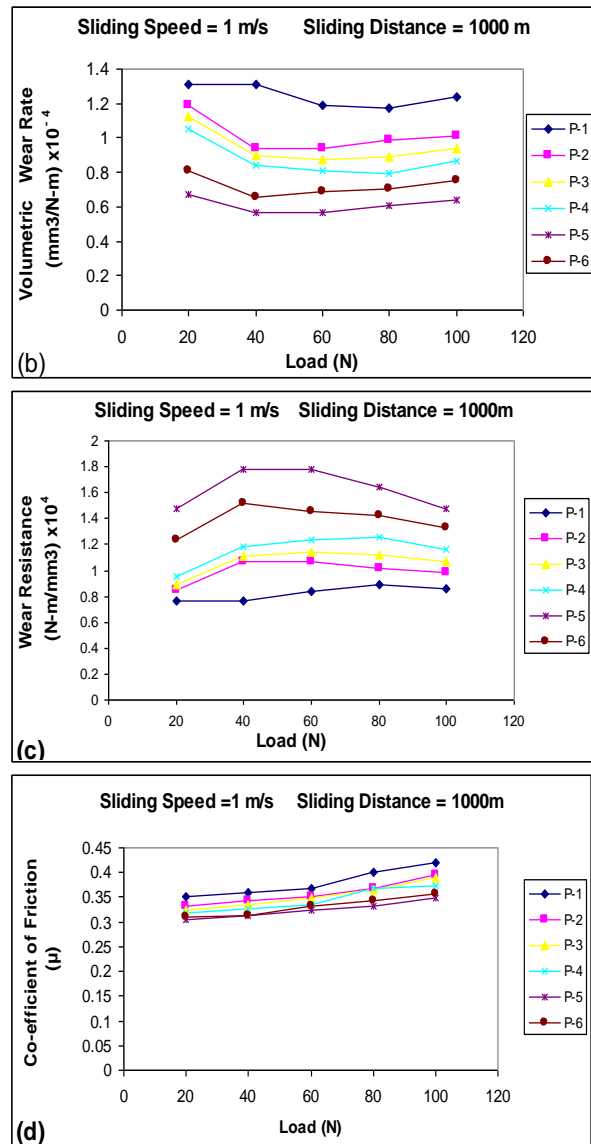 Sliding Speed = 1 m/s Sliding Distance = 1000 m
Volumetric Wear Rate
(mm3/N-m) x10⁻⁴
1.4
1.2
1
0.8
0.6
0.4
0.2
0
0 20 40 60 80 100 120
Load (N)
P-1
P-2
P-3
P-4
P-5
P-6
(b)
Sliding Speed = 1 m/s Sliding Distance = 1000m
Wear Resistance
(N-m/mm3) x10⁴
2
1.8
1.6
1.4
1.2
1
0.8
0.6
0.4
0.2
0
0 20 40 60 80 100 120
Load (N)
P-1
P-2
P-3
P-4
P-5
P-6
(c)
Sliding Speed =1 m/s Sliding Distance = 1000m
Co-efficient of Friction
(µ)
0.45
0.4
0.35
0.3
0.25
0.2
0.15
0.1
0.05
0
0 20 40 60 80 100 120
Load (N)
P-1
P-2
P-3
P-4
P-5
P-6
(d)